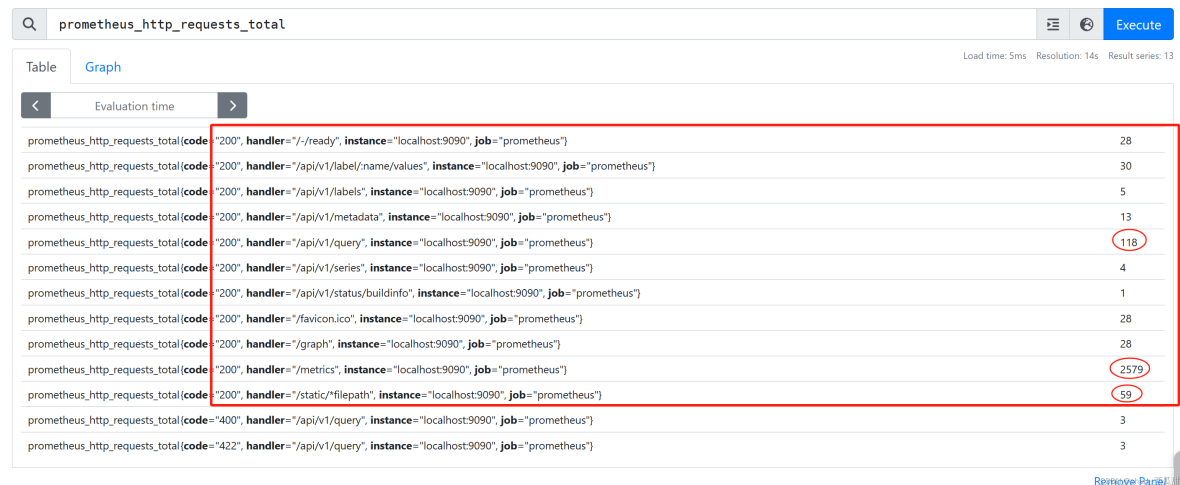 prometheus_http_requests_total
Execute
Load time: 5ms Resolution: 14s Result series: 13
Table Graph
Evaluation time
prometheus_http_requests_total{code="200", handler="/-/ready", instance="localhost:9090", job="prometheus"} 28
prometheus_http_requests_total{code="200", handler="/api/v1/label/:name/values", instance="localhost:9090", job="prometheus"} 30
prometheus_http_requests_total{code="200", handler="/api/v1/labels", instance="localhost:9090", job="prometheus"} 5
prometheus_http_requests_total{code="200", handler="/api/v1/metadata", instance="localhost:9090", job="prometheus"} 13
prometheus_http_requests_total{code="200", handler="/api/v1/query", instance="localhost:9090", job="prometheus"} 118
prometheus_http_requests_total{code="200", handler="/api/v1/series", instance="localhost:9090", job="prometheus"} 4
prometheus_http_requests_total{code="200", handler="/api/v1/status/buildinfo", instance="localhost:9090", job="prometheus"} 1
prometheus_http_requests_total{code="200", handler="/favicon.ico", instance="localhost:9090", job="prometheus"} 28
prometheus_http_requests_total{code="200", handler="/graph", instance="localhost:9090", job="prometheus"} 28
prometheus_http_requests_total{code="200", handler="/metrics", instance="localhost:9090", job="prometheus"} 2579
prometheus_http_requests_total{code="200", handler="/static/*filepath", instance="localhost:9090", job="prometheus"} 59
prometheus_http_requests_total{code="400", handler="/api/v1/query", instance="localhost:9090", job="prometheus"} 3
prometheus_http_requests_total{code="422", handler="/api/v1/query", instance="localhost:9090", job="prometheus"} 3
Remove Panel